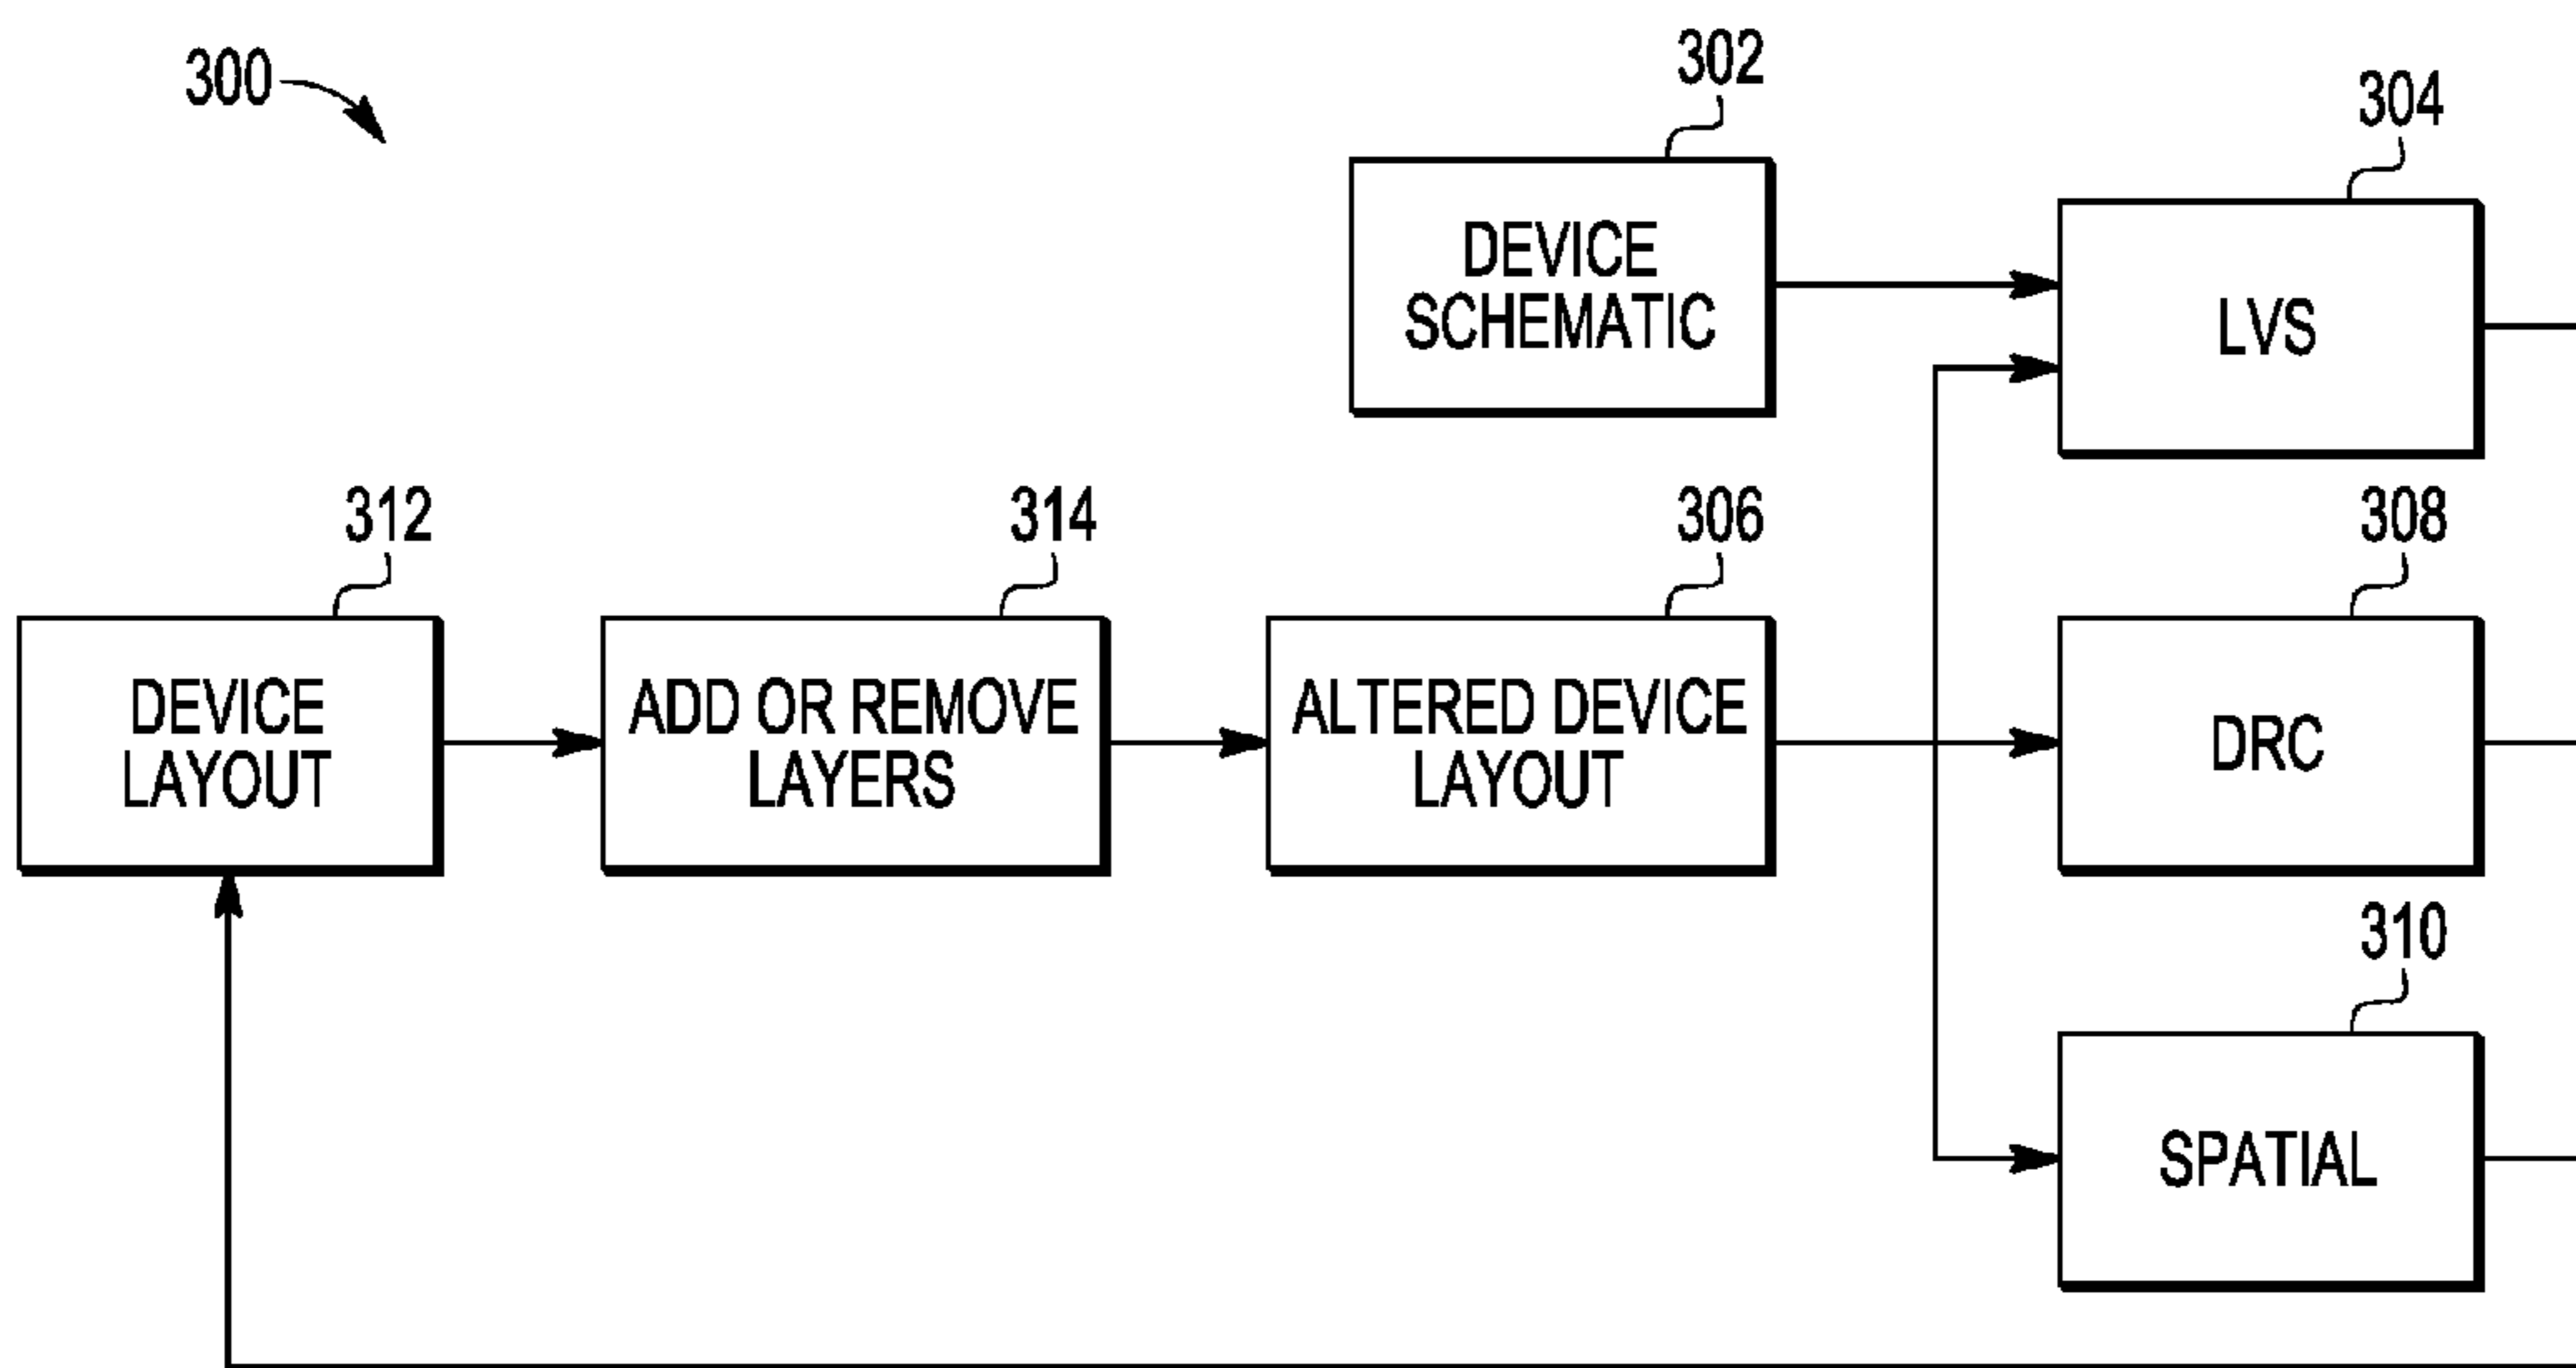 300
302
DEVICE
SCHEMATIC
304
LVS
312
DEVICE
LAYOUT
314
ADD OR REMOVE
LAYERS
306
ALTERED DEVICE
LAYOUT
308
DRC
310
SPATIAL